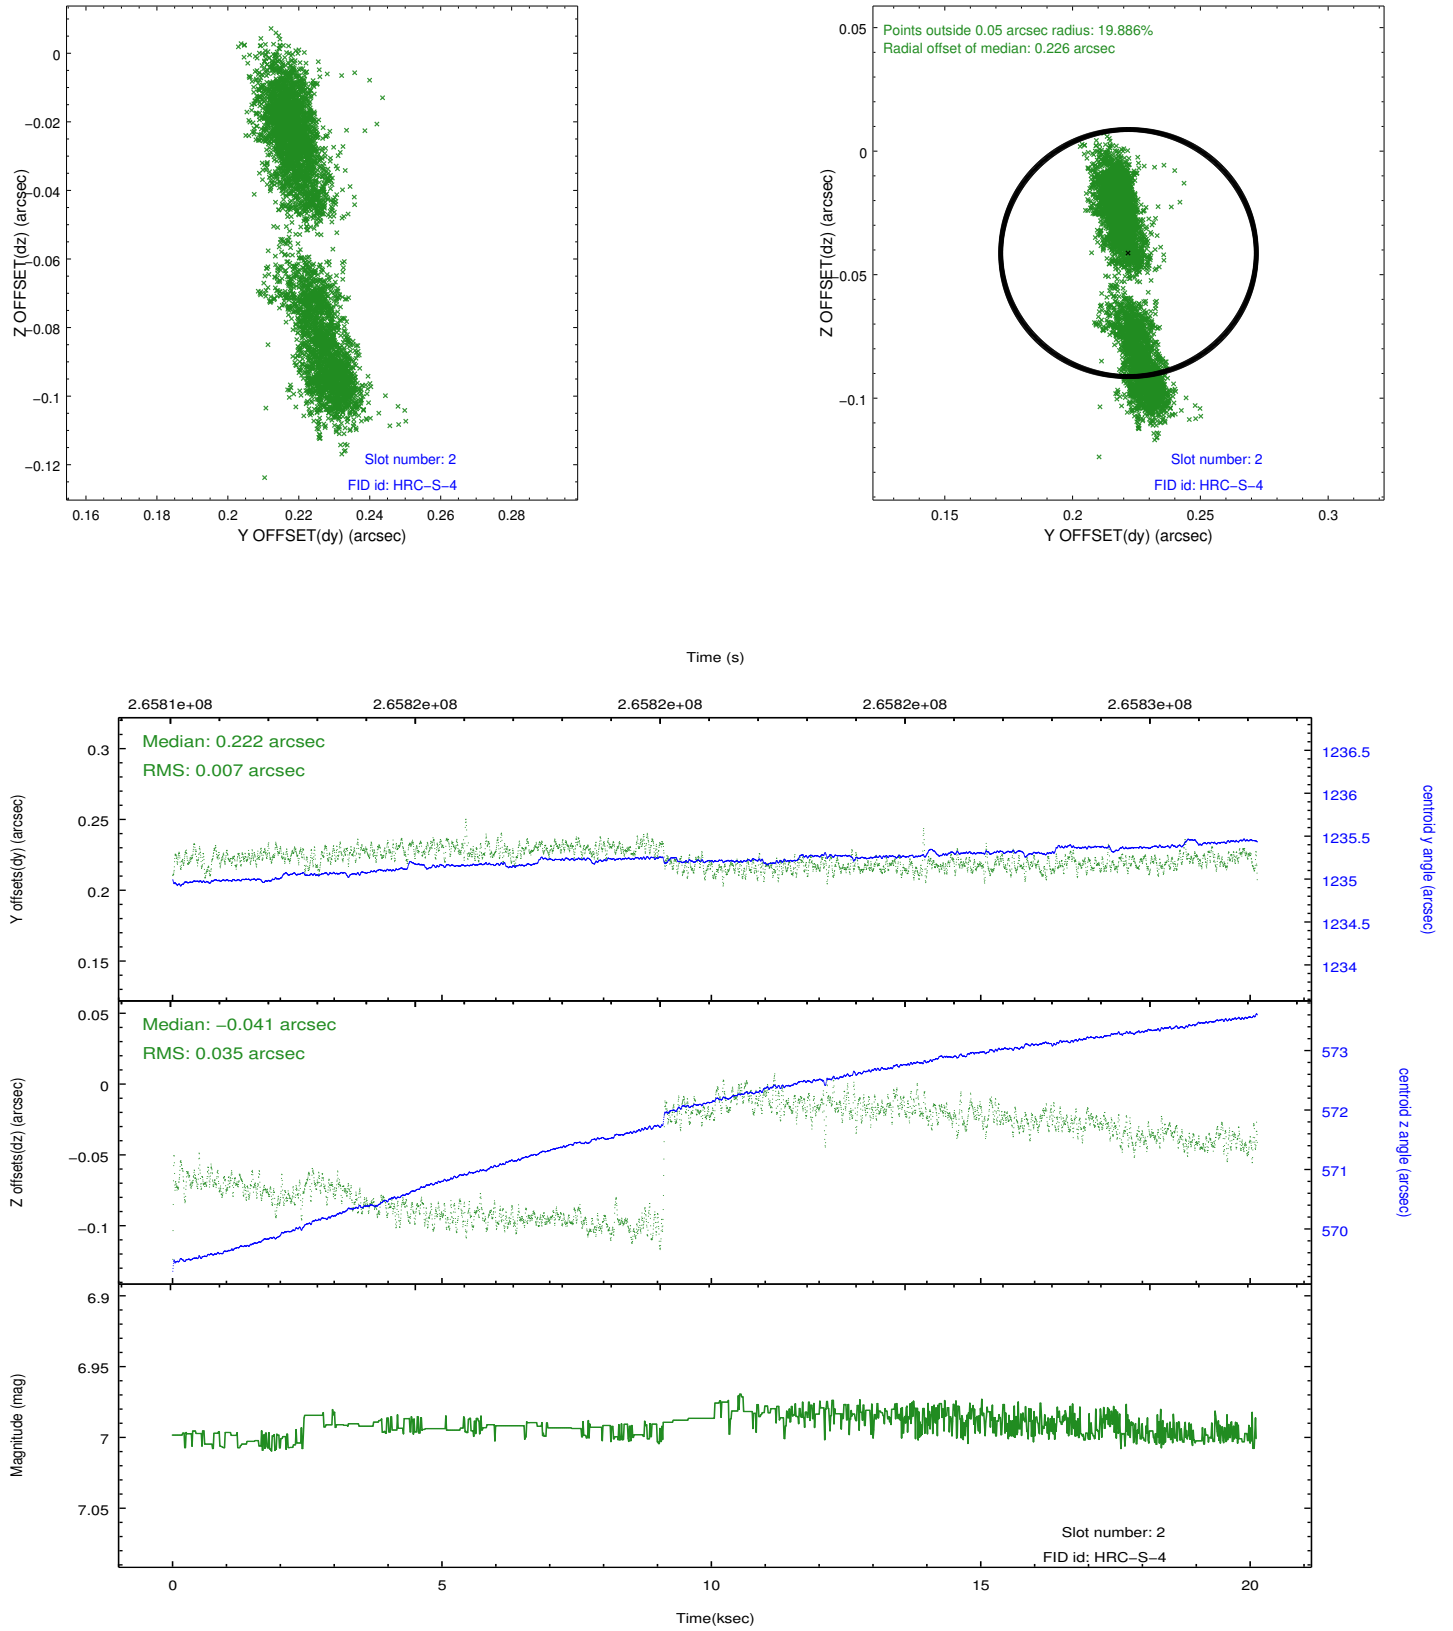 0
−0.02
−0.04
−0.06
−0.08
−0.1
−0.12
Z OFFSET(dz) (arcsec)
Slot number: 2
FID id: HRC−S−4
0.16 0.18 0.2 0.22 0.24 0.26 0.28
Y OFFSET(dy) (arcsec)
Points outside 0.05 arcsec radius: 19.886%
Radial offset of median: 0.226 arcsec
0.05
0
−0.05
−0.1
Z OFFSET(dz) (arcsec)
Slot number: 2
FID id: HRC−S−4
0.15 0.2 0.25 0.3
Y OFFSET(dy) (arcsec)
Time (s)
2.6581e+08 2.6582e+08 2.6582e+08 2.6582e+08 2.6583e+08
Median: 0.222 arcsec
RMS: 0.007 arcsec
0.3
0.25
0.2
0.15
Y offsets(dy) (arcsec)
1236.5
1236
1235.5
1235
1234.5
1234
centroid y angle (arcsec)
Median: −0.041 arcsec
RMS: 0.035 arcsec
0.05
0
−0.05
−0.1
Z offsets(dz) (arcsec)
573
572
571
570
centroid z angle (arcsec)
6.9
6.95
7
7.05
Magnitude (mag)
Slot number: 2
FID id: HRC−S−4
0 5 10 15 20
Time(ksec)